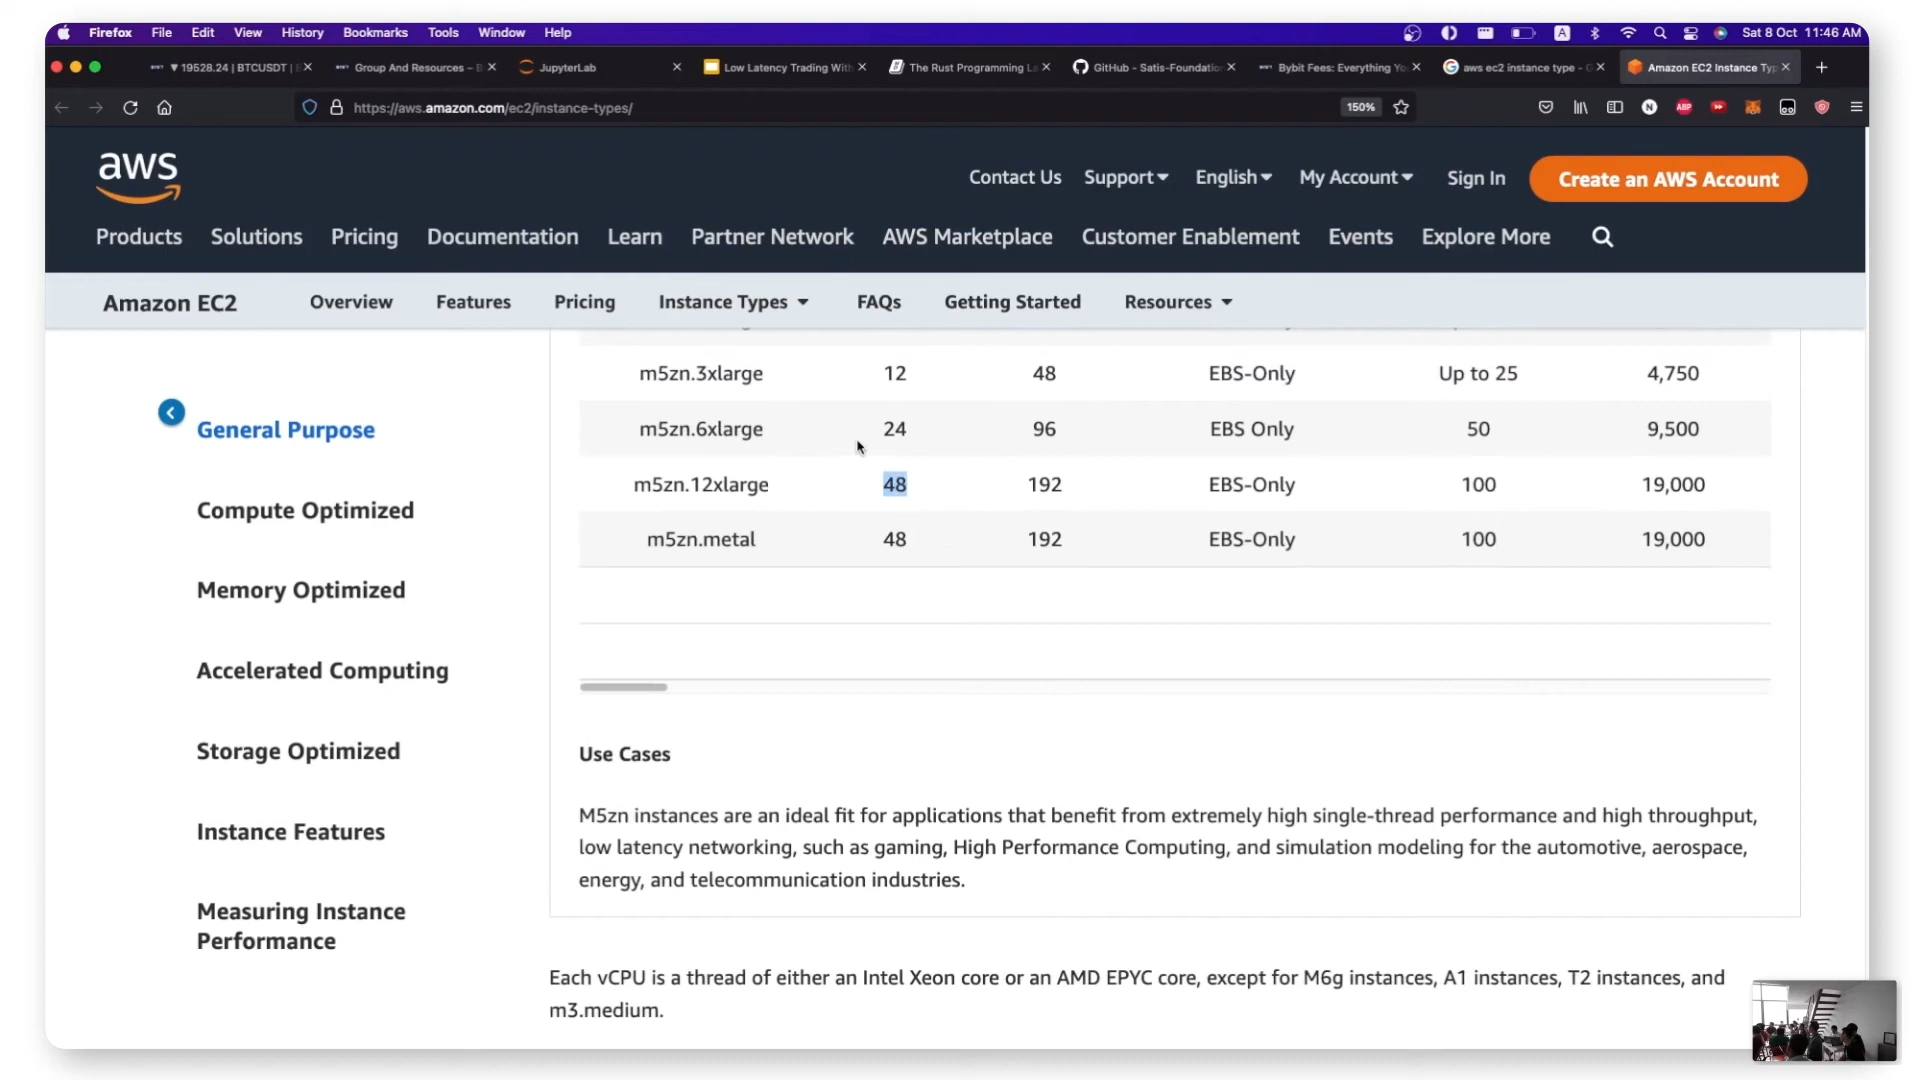 Firefox File Edit View History Bookmarks Tools Window Help A Sat 8 Oct 11:46 AM
▼ 19528.24 | BTCUSDT | Group And Resources – JupyterLab Low Latency Trading With The Rust Programming GitHub - Satis-Foundatio Bybit Fees: Everything Yo aws ec2 instance type - Amazon EC2 Instance Typ
https://aws.amazon.com/ec2/instance-types/ 150% N ABP
aws
Contact Us Support English My Account Sign In Create an AWS Account
Products Solutions Pricing Documentation Learn Partner Network AWS Marketplace Customer Enablement Events Explore More
Amazon EC2 Overview Features Pricing Instance Types FAQs Getting Started Resources
General Purpose
Compute Optimized
Memory Optimized
Accelerated Computing
Storage Optimized
Instance Features
Measuring Instance
Performance
m5zn.3xlarge 12 48 EBS-Only Up to 25 4,750
m5zn.6xlarge 24 96 EBS Only 50 9,500
m5zn.12xlarge 48 192 EBS-Only 100 19,000
m5zn.metal 48 192 EBS-Only 100 19,000
Use Cases
M5zn instances are an ideal fit for applications that benefit from extremely high single-thread performance and high throughput,
low latency networking, such as gaming, High Performance Computing, and simulation modeling for the automotive, aerospace,
energy, and telecommunication industries.
Each vCPU is a thread of either an Intel Xeon core or an AMD EPYC core, except for M6g instances, A1 instances, T2 instances, and
m3.medium.